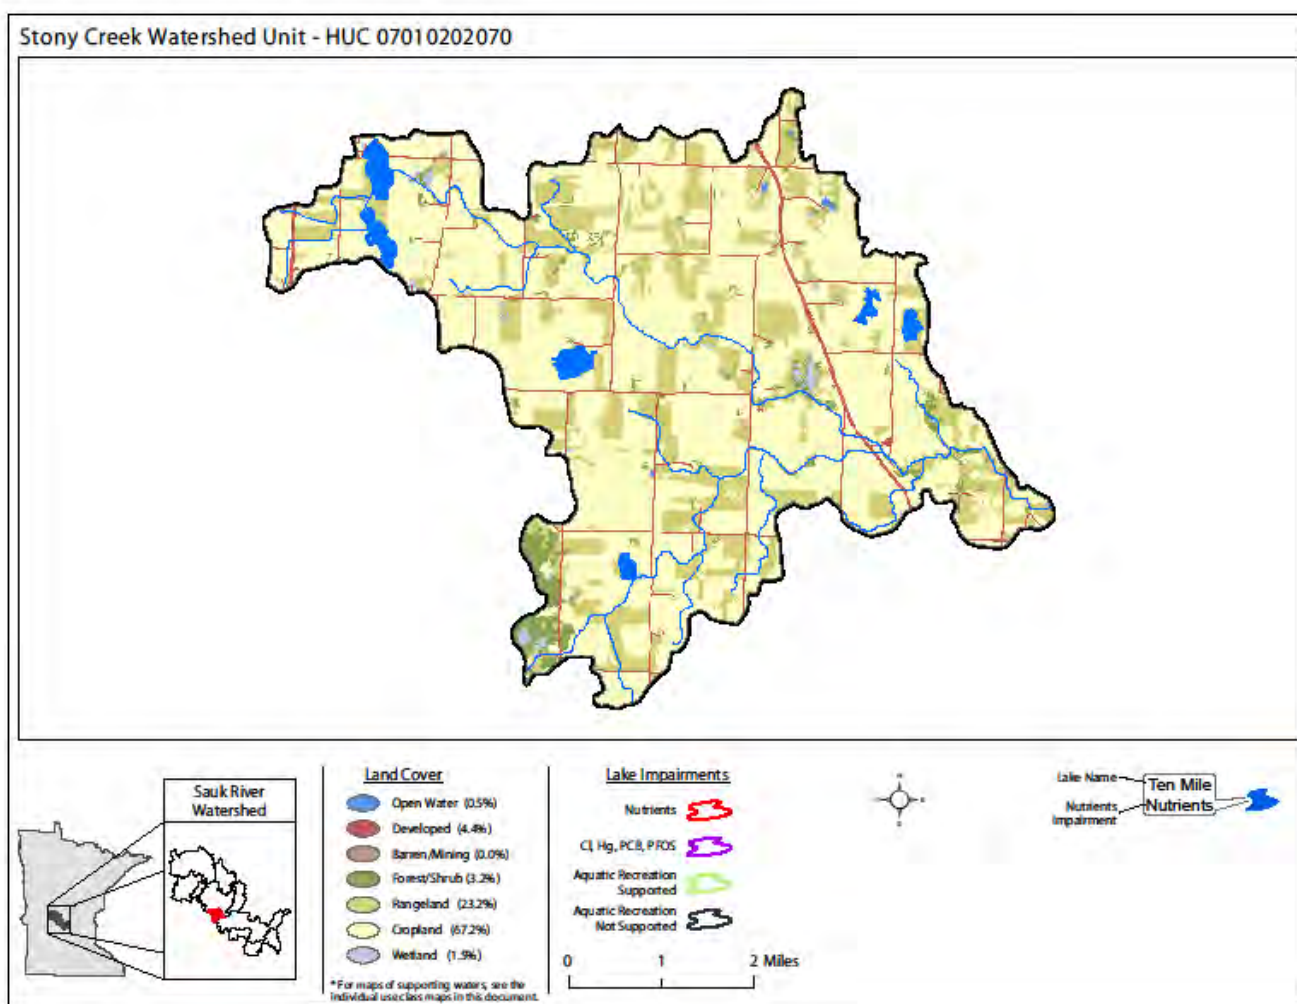 Stony Creek Watershed Unit - HUC 07010202070
Sauk River
Watershed
Land Cover
Open Water (0.5%)
Developed (4.4%)
Barren/Mining (0.0%)
Forest/Shrub (3.2%)
Rangeland (23.2%)
Cropland (67.2%)
Wetland (1.5%)
* For maps of supporting waters, see the
individual use class maps in this document.
Lake Impairments
Nutrients
Cl, Hg, PCB, PFOS
Aquatic Recreation
Supported
Aquatic Recreation
Not Supported
0 1 2 Miles
Lake Name
Ten Mile
Nutrients
Impairment
Nutrients